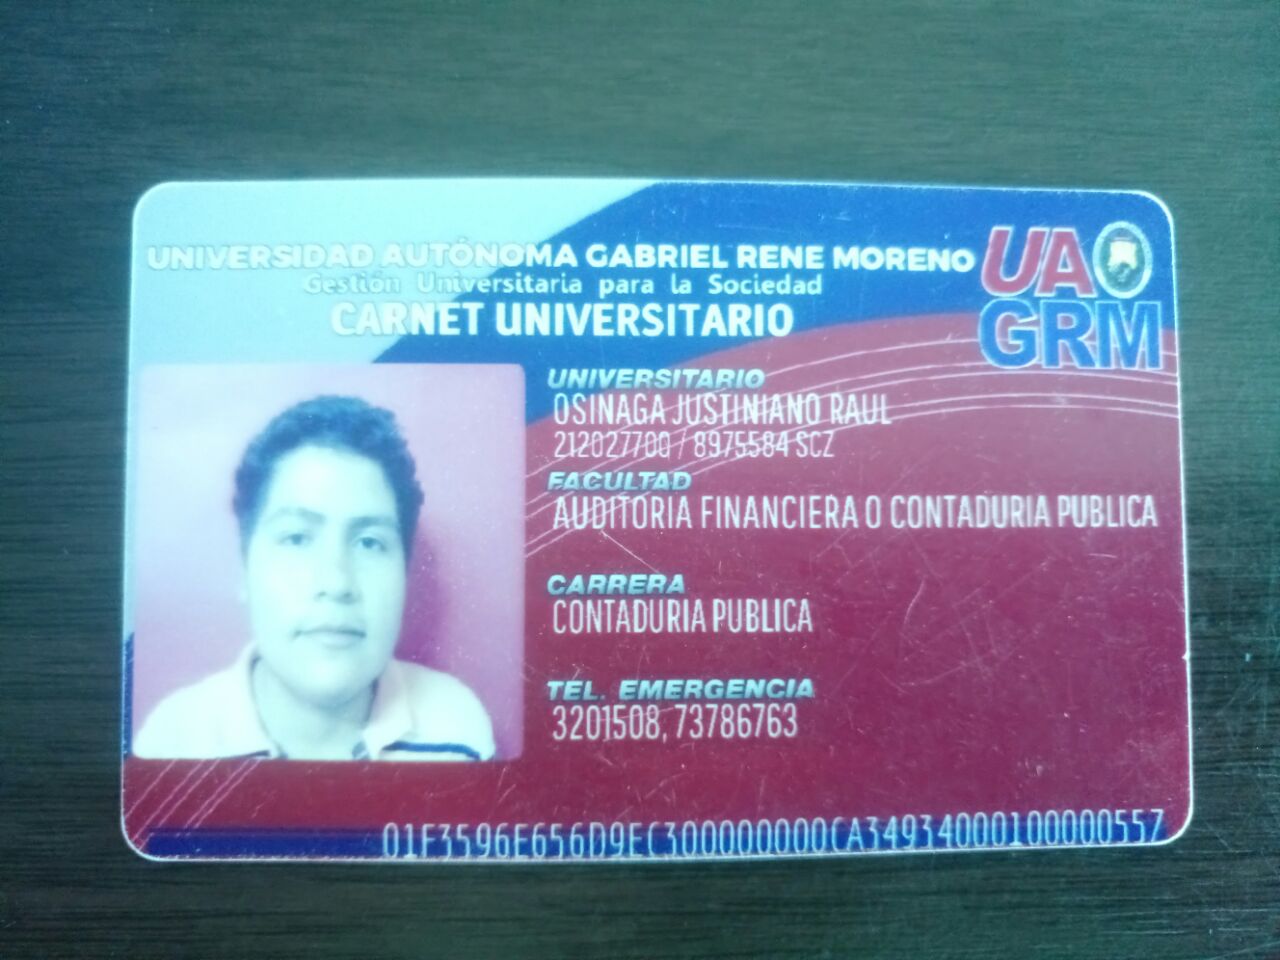 UNIVERSIDAD AUTÓNOMA GABRIEL RENE MORENO
Gestión Universitaria para la Sociedad
CARNET UNIVERSITARIO
UA
GRM
UNIVERSITARIO
OSINAGA JUSTINIANO RAUL
212027700 / 8975584 SCZ
FACULTAD
AUDITORIA FINANCIERA O CONTADURIA PUBLICA
CARRERA
CONTADURIA PUBLICA
TEL. EMERGENCIA
3201508, 73786763